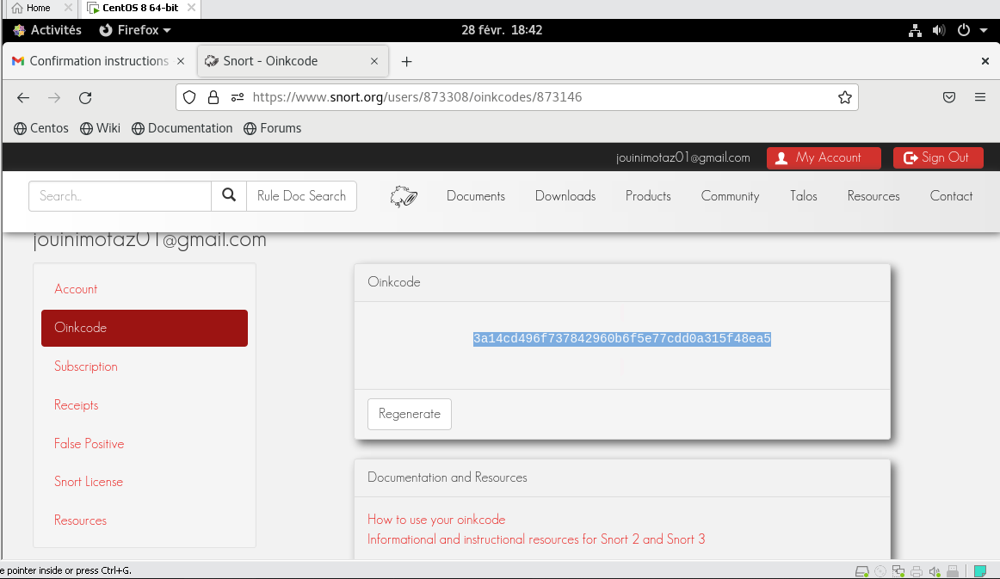 Home
CentOS 8 64-bit
Activités
Firefox
28 févr. 18:42
Confirmation instructions
Snort - Oinkcode
https://www.snort.org/users/873308/oinkcodes/873146
Centos
Wiki
Documentation
Forums
jouinimotaz01@gmail.com
My Account
Sign Out
Search..
Rule Doc Search
Documents
Downloads
Products
Community
Talos
Resources
Contact
jouinimotaz01@gmail.com
Account
Oinkcode
Subscription
Receipts
False Positive
Snort License
Resources
Oinkcode
3a14cd496f737842960b6f5e77cdd0a315f48ea5
Regenerate
Documentation and Resources
How to use your oinkcode
Informational and instructional resources for Snort 2 and Snort 3
e pointer inside or press Ctrl+G.